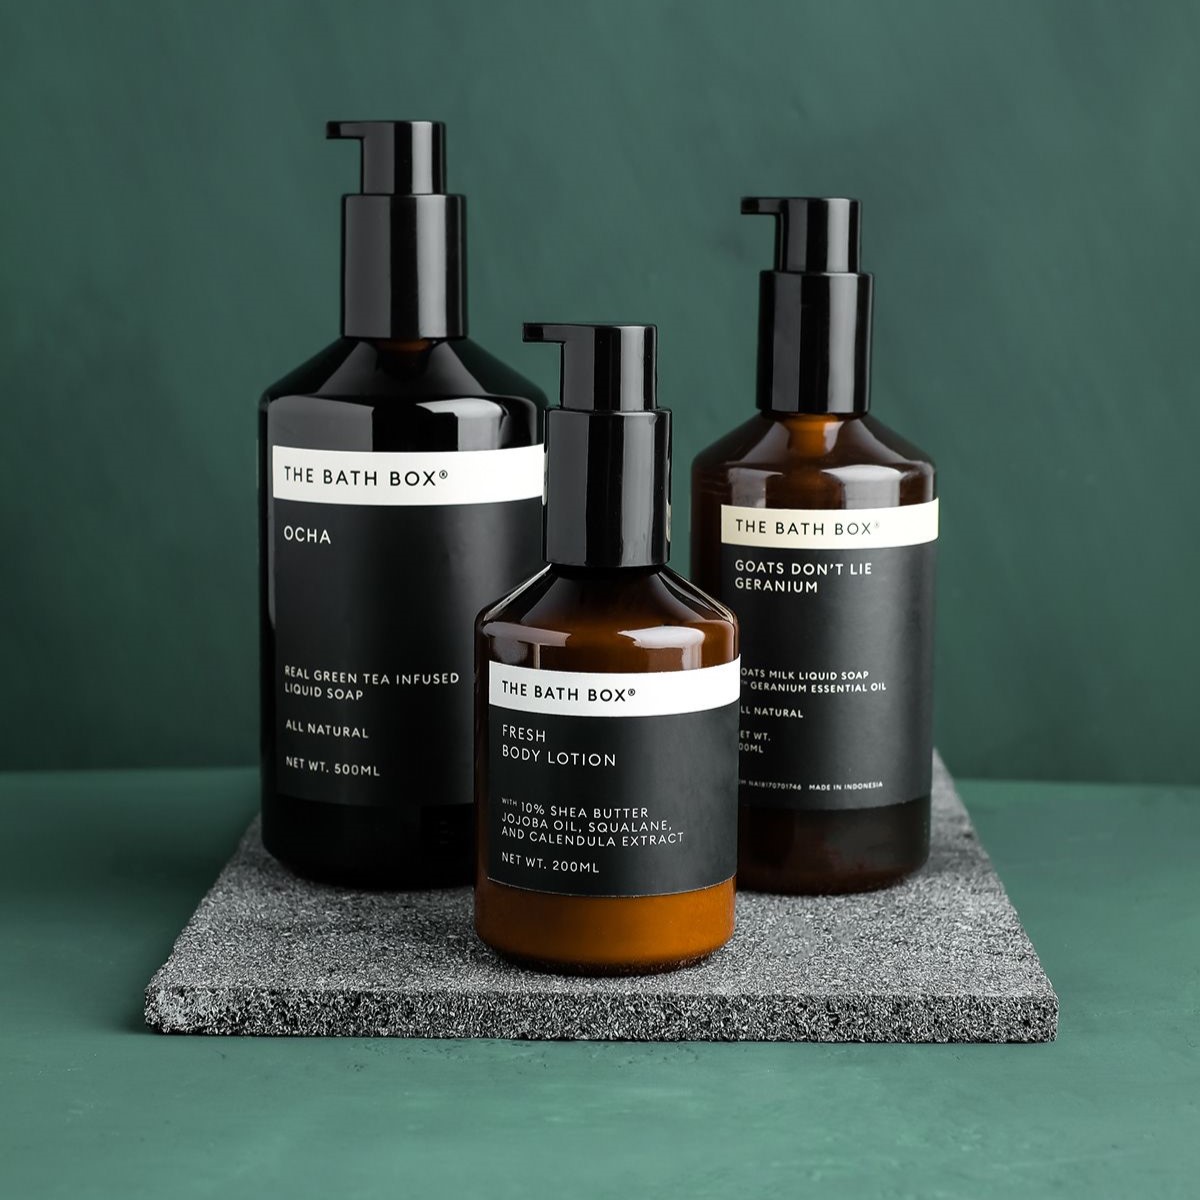 THE BATH BOX®
OCHA
REAL GREEN TEA INFUSED
LIQUID SOAP
ALL NATURAL
NET WT. 500ML
THE BATH BOX®
FRESH
BODY LOTION
WITH 10% SHEA BUTTER
JOJOBA OIL, SQUALANE,
AND CALENDULA EXTRACT
NET WT. 200ML
THE BATH BOX®
GOATS DON'T LIE
GERANIUM
MILK LIQUID SOAP
GERANIUM ESSENTIAL OIL
NATURAL
WT.
NA18170701746 MADE IN INDONESIA